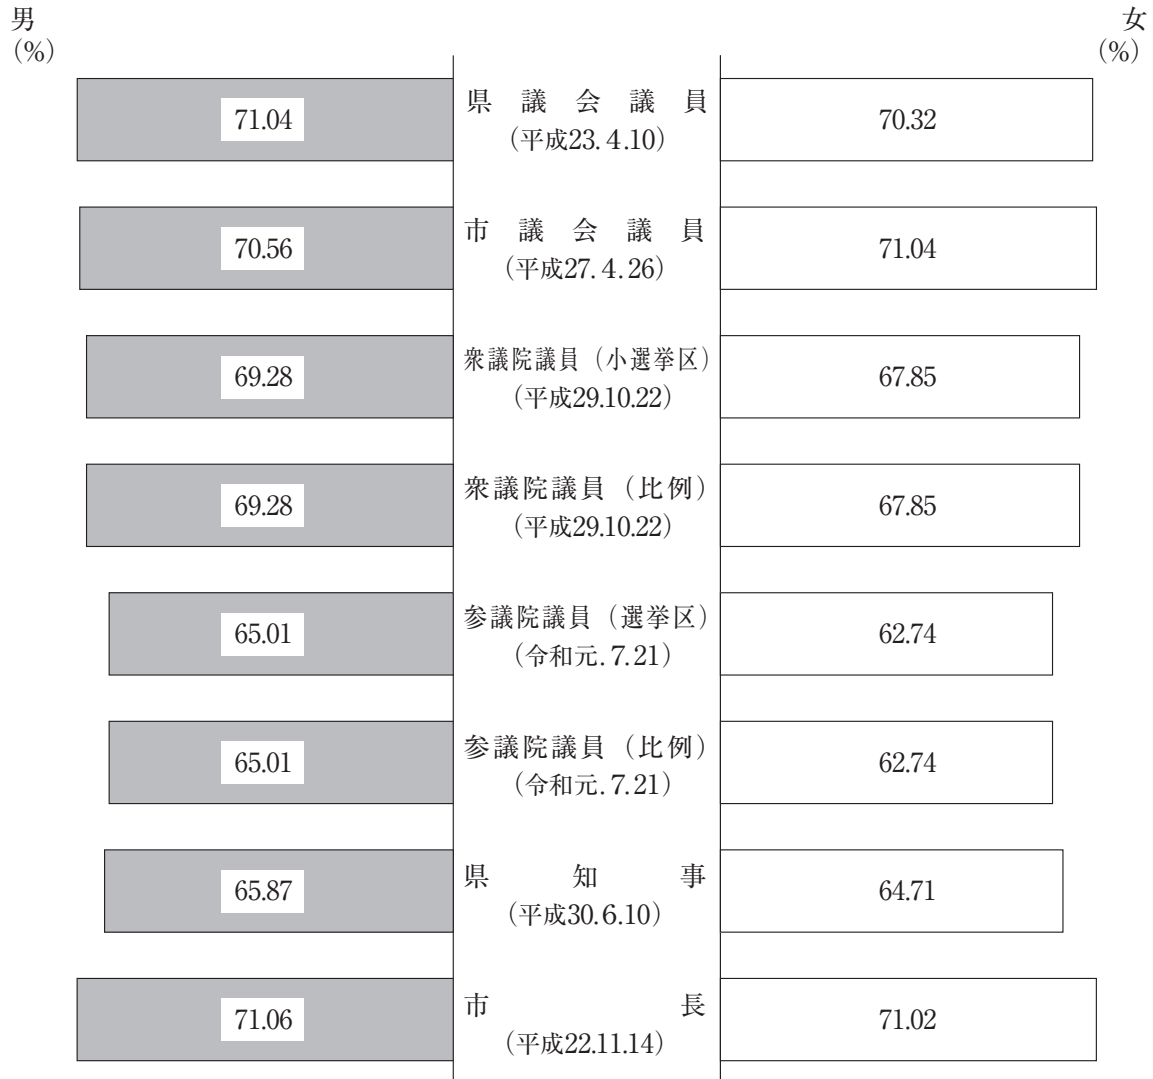 男
(%)
女
(%)
71.04
県議会議員
(平成23.4.10)
70.32
70.56
市議会議員
(平成27.4.26)
71.04
69.28
衆議院議員(小選挙区)
(平成29.10.22)
67.85
69.28
衆議院議員(比例)
(平成29.10.22)
67.85
65.01
参議院議員(選挙区)
(令和元.7.21)
62.74
65.01
参議院議員(比例)
(令和元.7.21)
62.74
65.87
県知事
(平成30.6.10)
64.71
71.06
市長
(平成22.11.14)
71.02